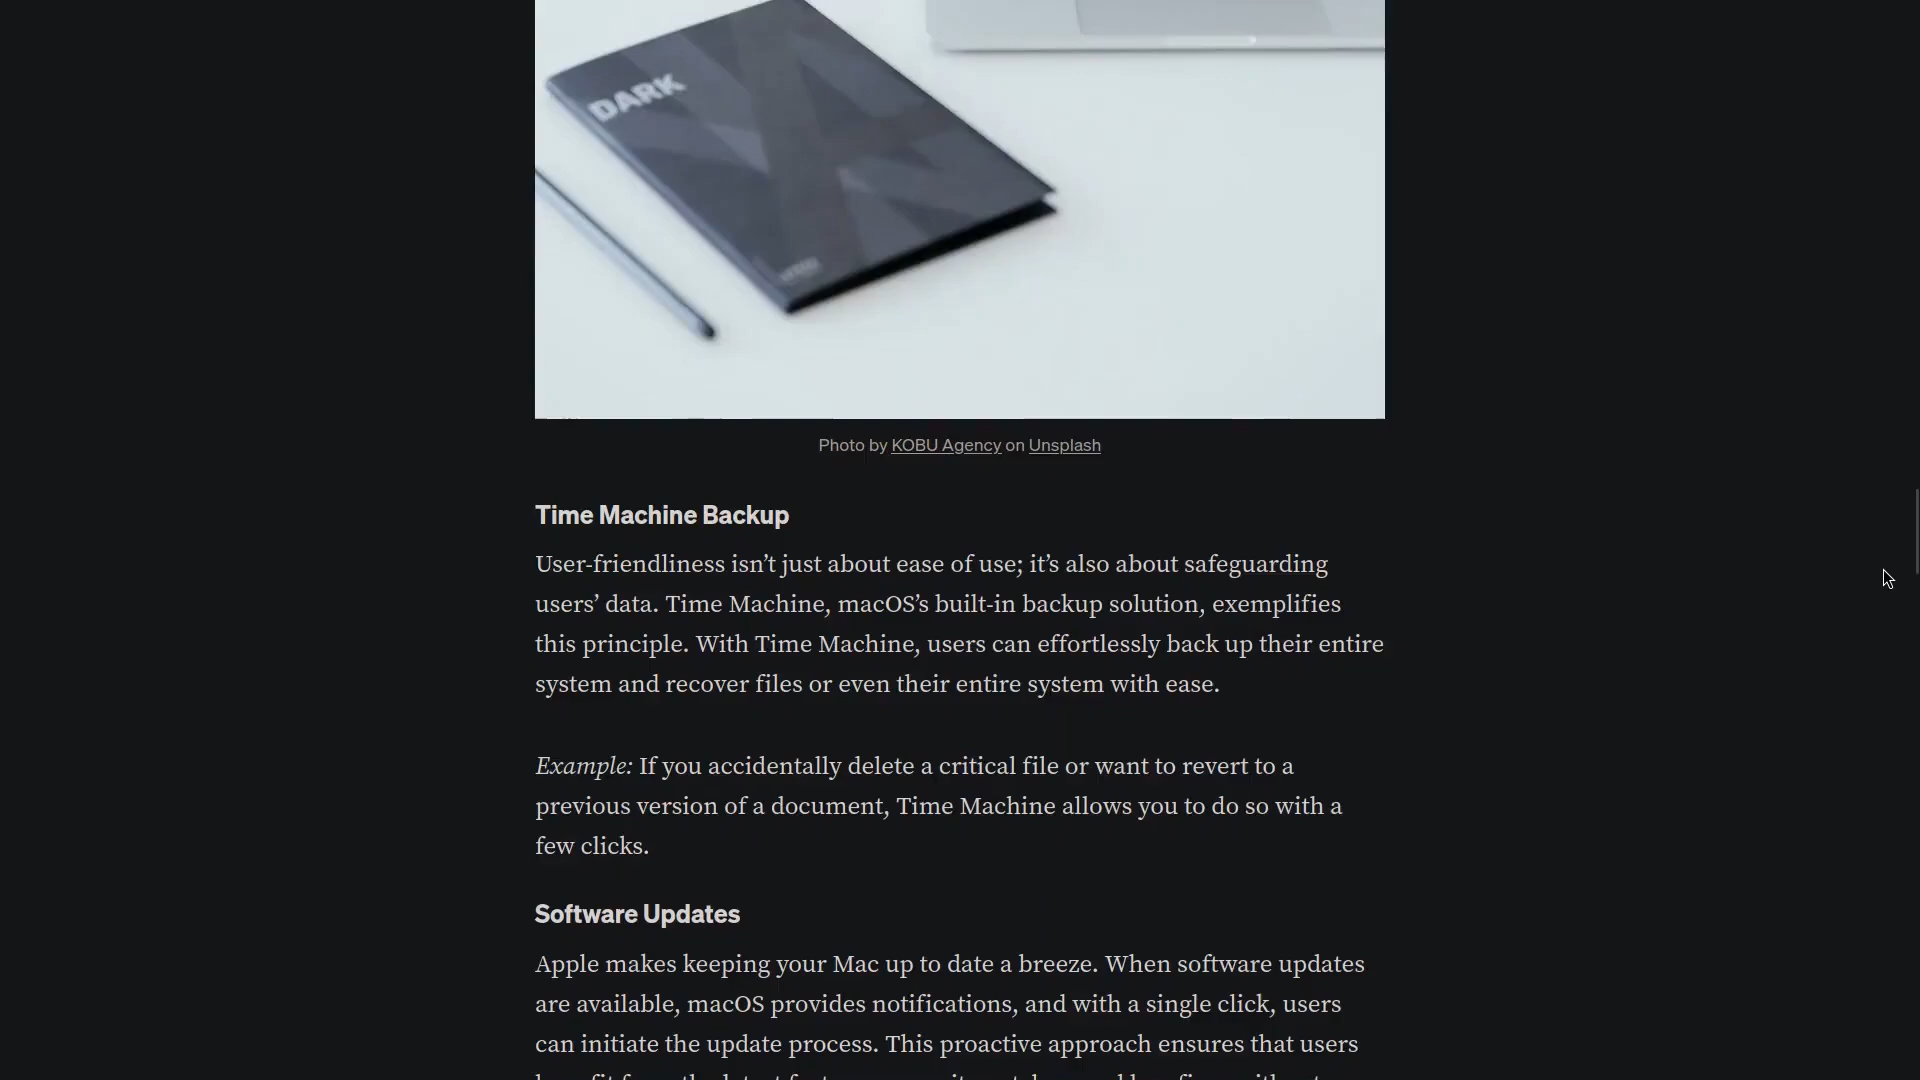 DARK
Photo by KOBU Agency on Unsplash
Time Machine Backup
User-friendliness isn’t just about ease of use; it’s also about safeguarding
users’ data. Time Machine, macOS’s built-in backup solution, exemplifies
this principle. With Time Machine, users can effortlessly back up their entire
system and recover files or even their entire system with ease.
Example: If you accidentally delete a critical file or want to revert to a
previous version of a document, Time Machine allows you to do so with a
few clicks.
Software Updates
Apple makes keeping your Mac up to date a breeze. When software updates
are available, macOS provides notifications, and with a single click, users
can initiate the update process. This proactive approach ensures that users